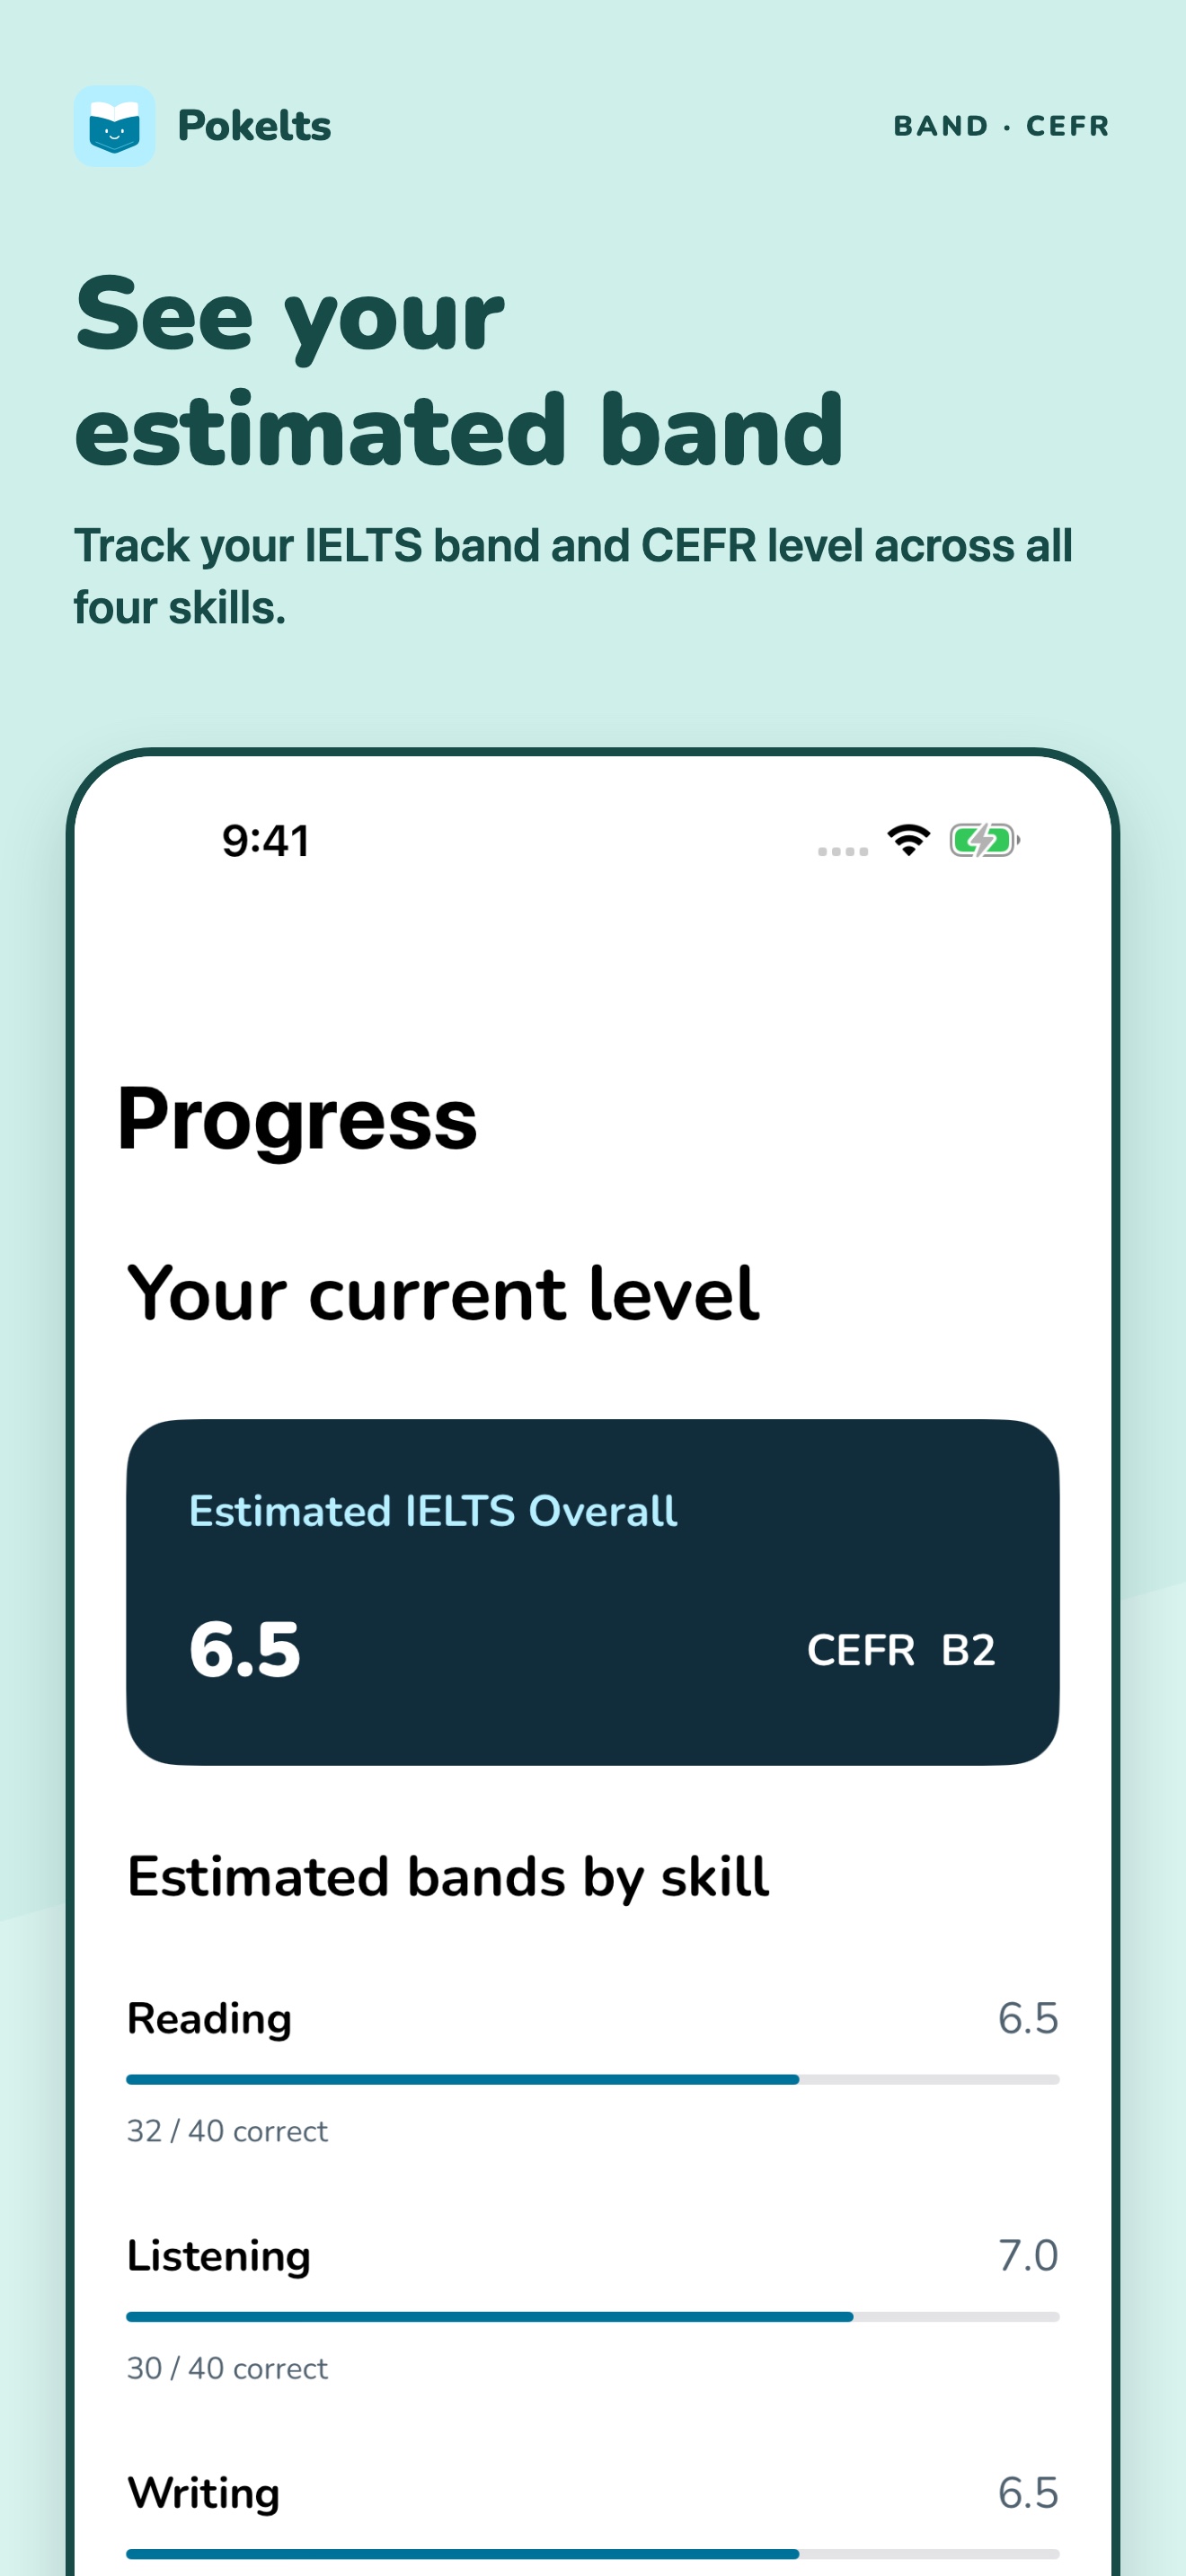 Pokelts
BAND · CEFR
See your
estimated band
Track your IELTS band and CEFR level across all
four skills.
9:41
Progress
Your current level
Estimated IELTS Overall
6.5
CEFR B2
Estimated bands by skill
Reading
6.5
32 / 40 correct
Listening
7.0
30 / 40 correct
Writing
6.5